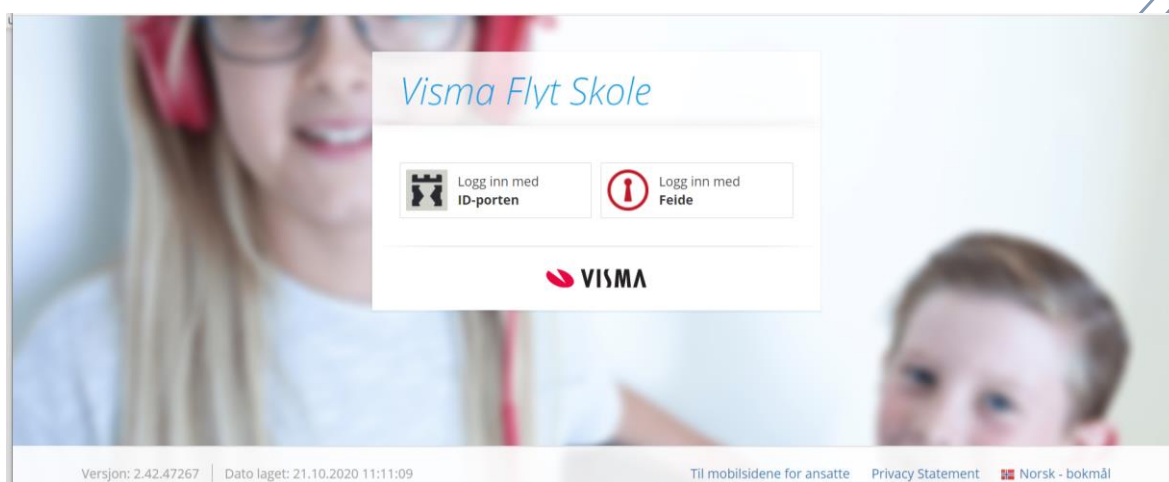 Visma Flyt Skole
Logg inn med
ID-porten
Logg inn med
Feide
VISMA
Versjon: 2.42.47267 Dato laget: 21.10.2020 11:11:09 Til mobilsidene for ansatte Privacy Statement Norsk - bokmål